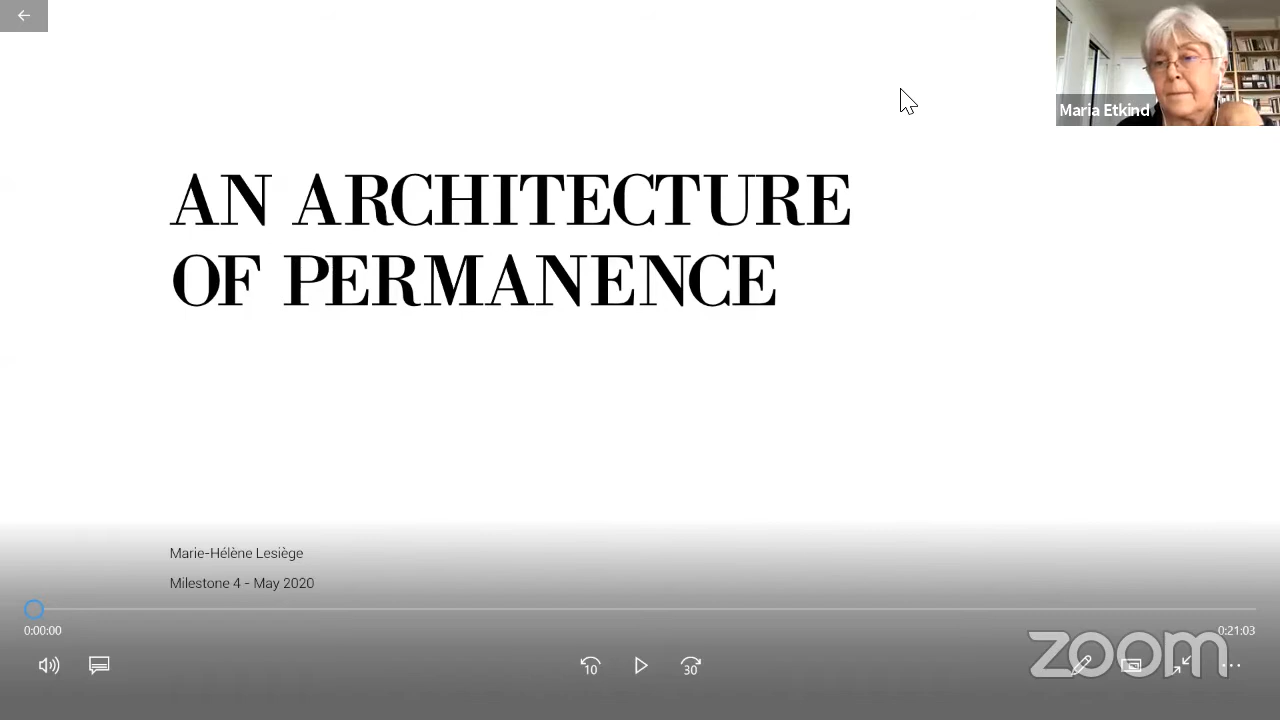 Maria Etkind
AN ARCHITECTURE
OF PERMANENCE
Marie-Hélène Lesiège
Milestone 4 - May 2020
0:00:00
0:21:03
10
30
zoom